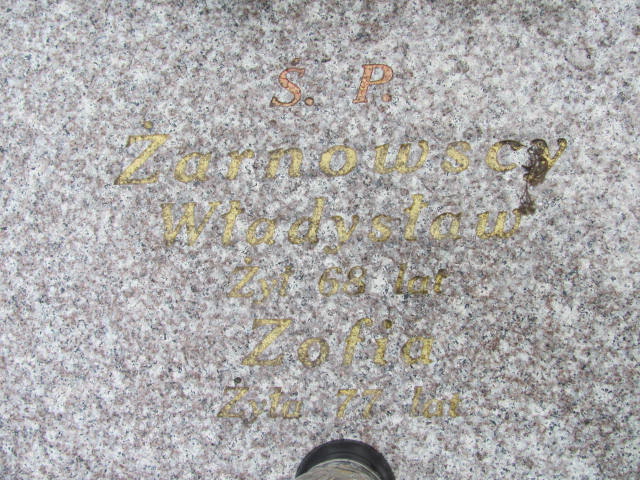 Ś. P.
Żarnowscy
Władysław
Żył 68 lat
Zofia
Żyła 77 lat